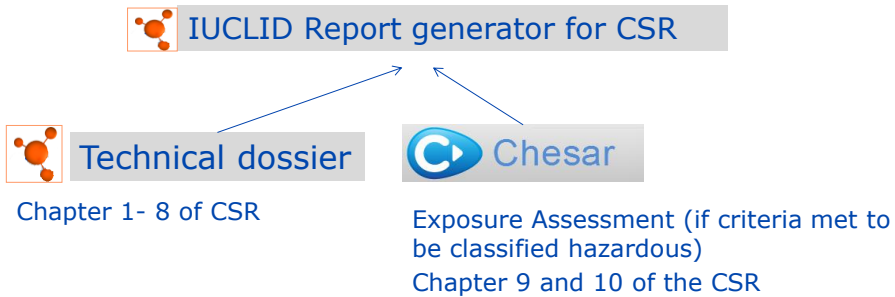 IUCLID Report generator for CSR
Technical dossier
Chesar
Chapter 1- 8 of CSR
Exposure Assessment (if criteria met to
be classified hazardous)
Chapter 9 and 10 of the CSR